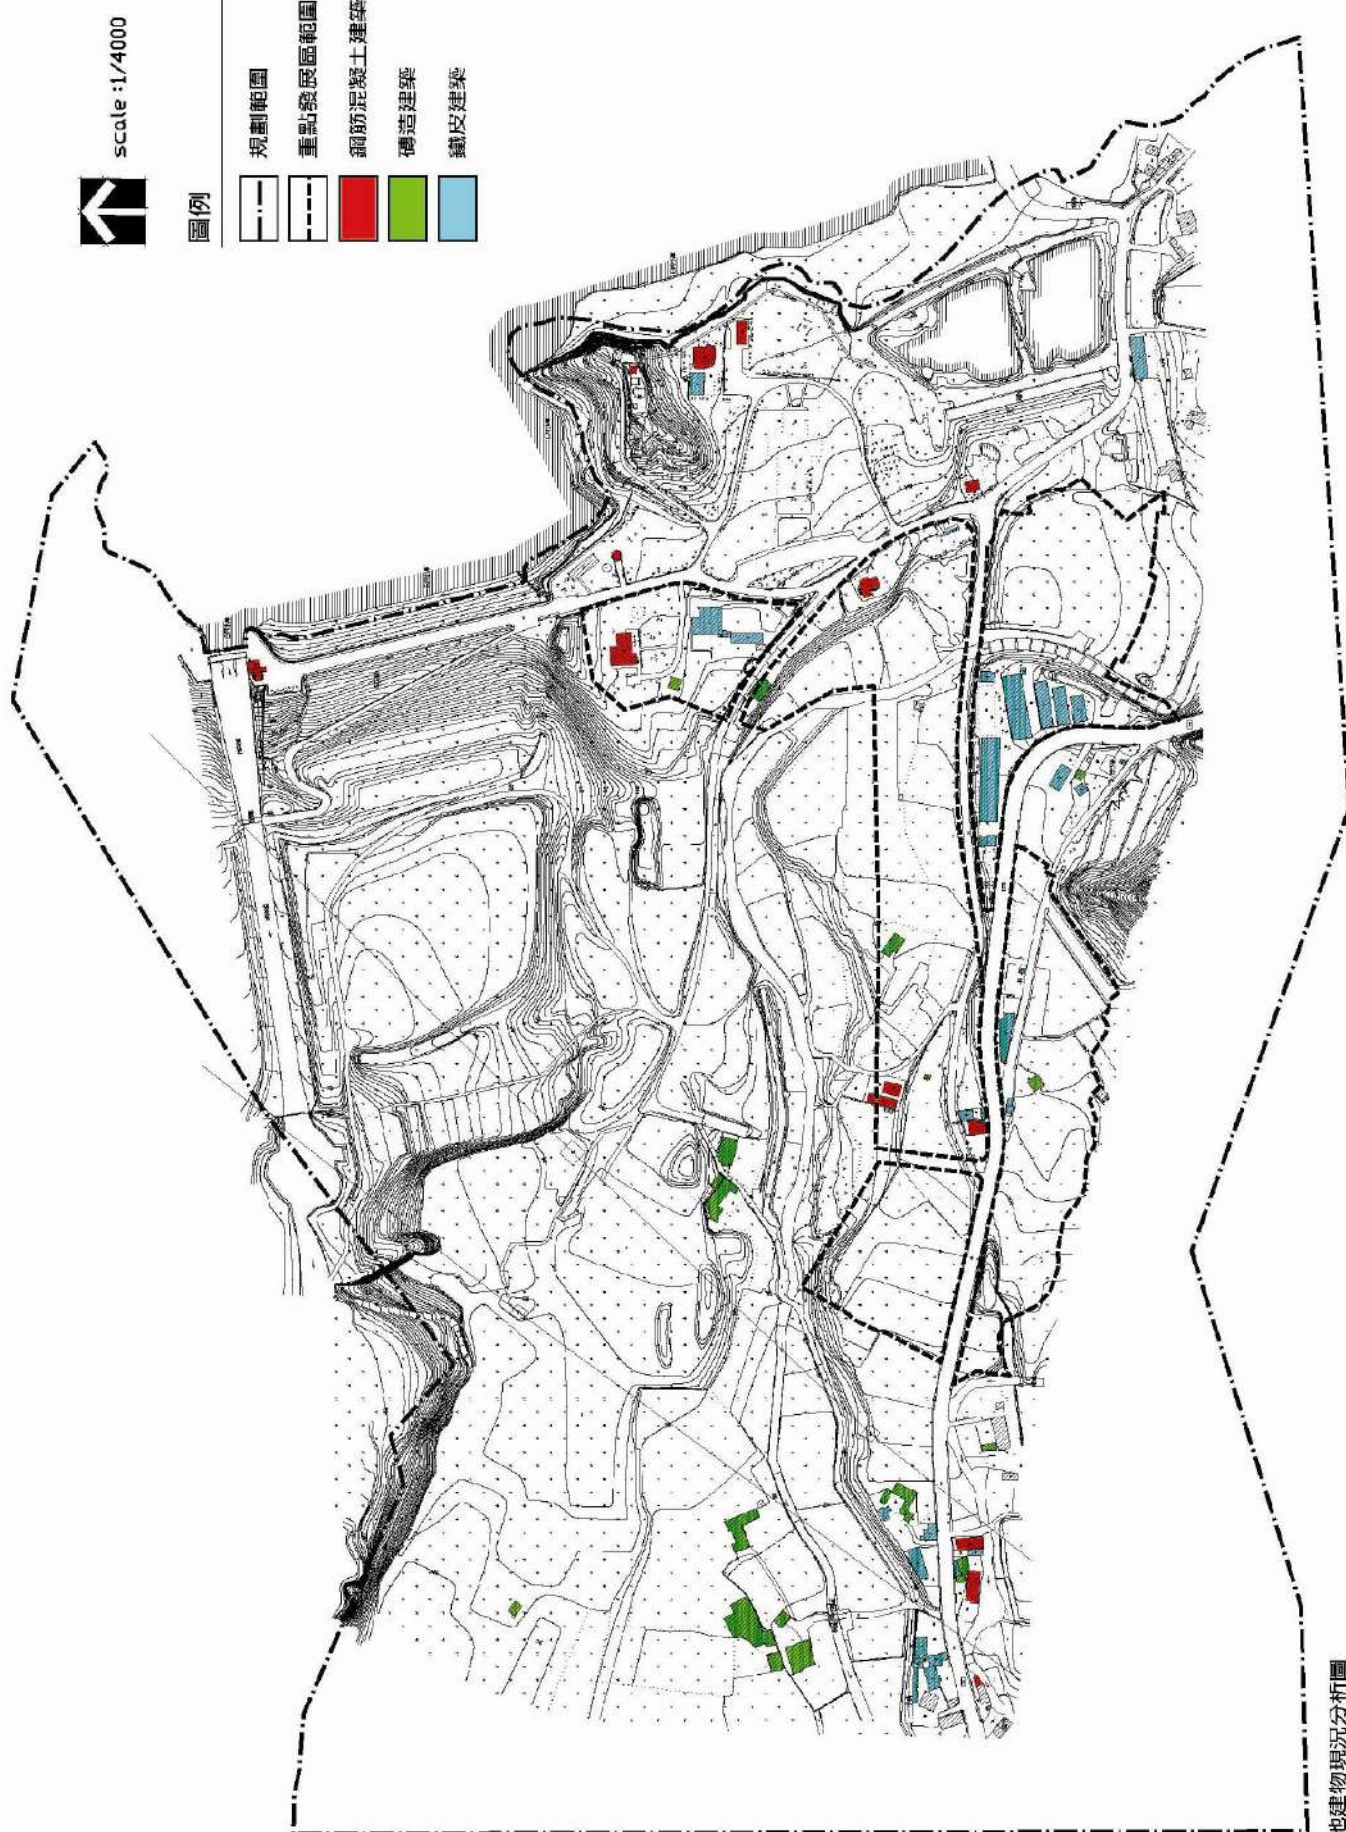 scale :1/4000
圖例
規劃範圍
重點發展區範圍
鋼筋混凝土建築
磚造建築
鐵皮建築
地建物現況分析圖